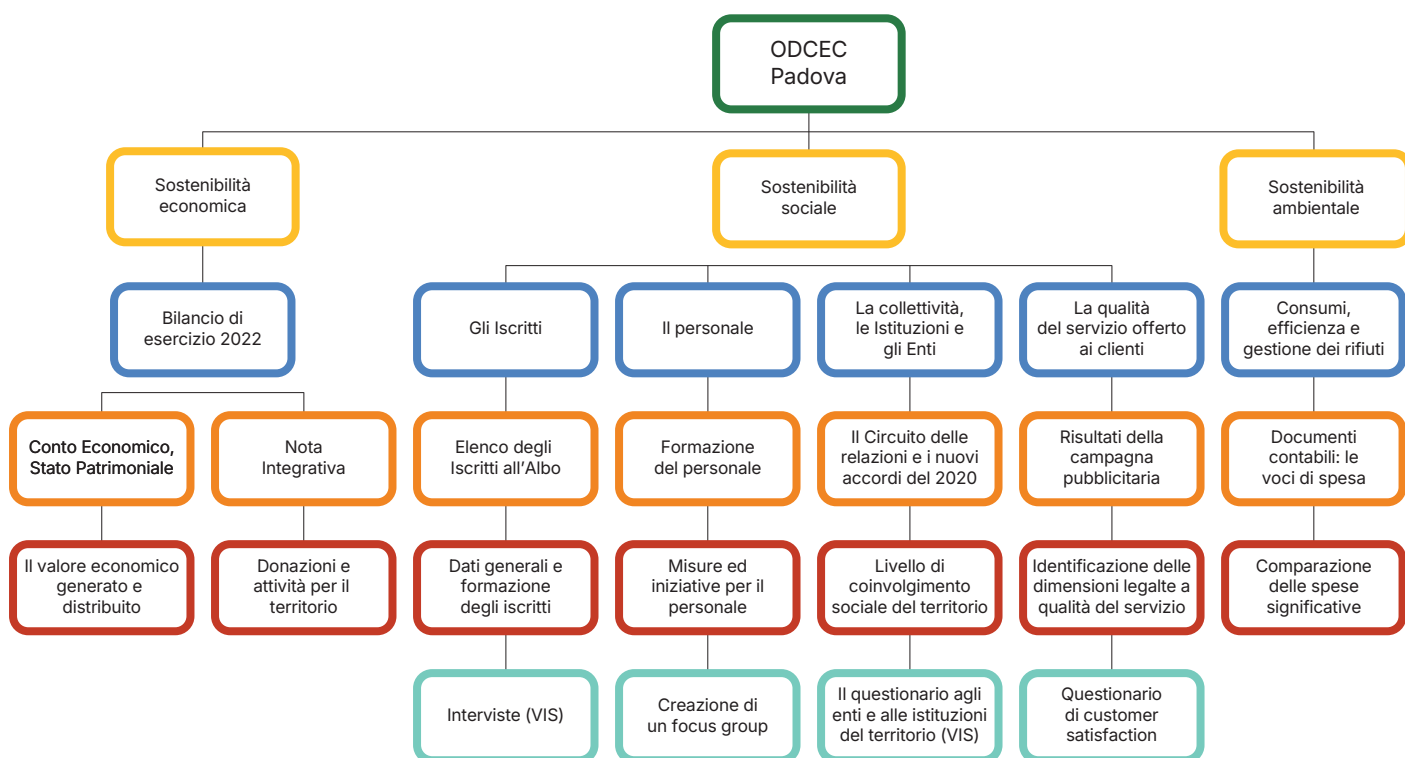 ODCEC
Padova
Sostenibilità
economica
Sostenibilità
sociale
Sostenibilità
ambientale
Bilancio di
esercizio 2022
Gli Iscritti
Il personale
La collettività,
le Istituzioni e
gli Enti
La qualità
del servizio offerto
ai clienti
Consumi,
efficienza e
gestione dei rifiuti
Conto Economico,
Stato Patrimoniale
Nota
Integrativa
Elenco degli
Iscritti all'Albo
Formazione
del personale
Il Circuito delle
relazioni e i nuovi
accordi del 2020
Risultati della
campagna
pubblicitaria
Documenti
contabili: le
voci di spesa
Il valore economico
generato e
distribuito
Donazioni e
attività per il
territorio
Dati generali e
formazione
degli iscritti
Misure ed
iniziative per il
personale
Livello di
coinvolgimento
sociale del territorio
Identificazione delle
dimensioni legalte a
qualità del servizio
Comparazione
delle spese
significative
Interviste (VIS)
Creazione di
un focus group
Il questionario agli
enti e alle istituzioni
del territorio (VIS)
Questionario
di customer
satisfaction